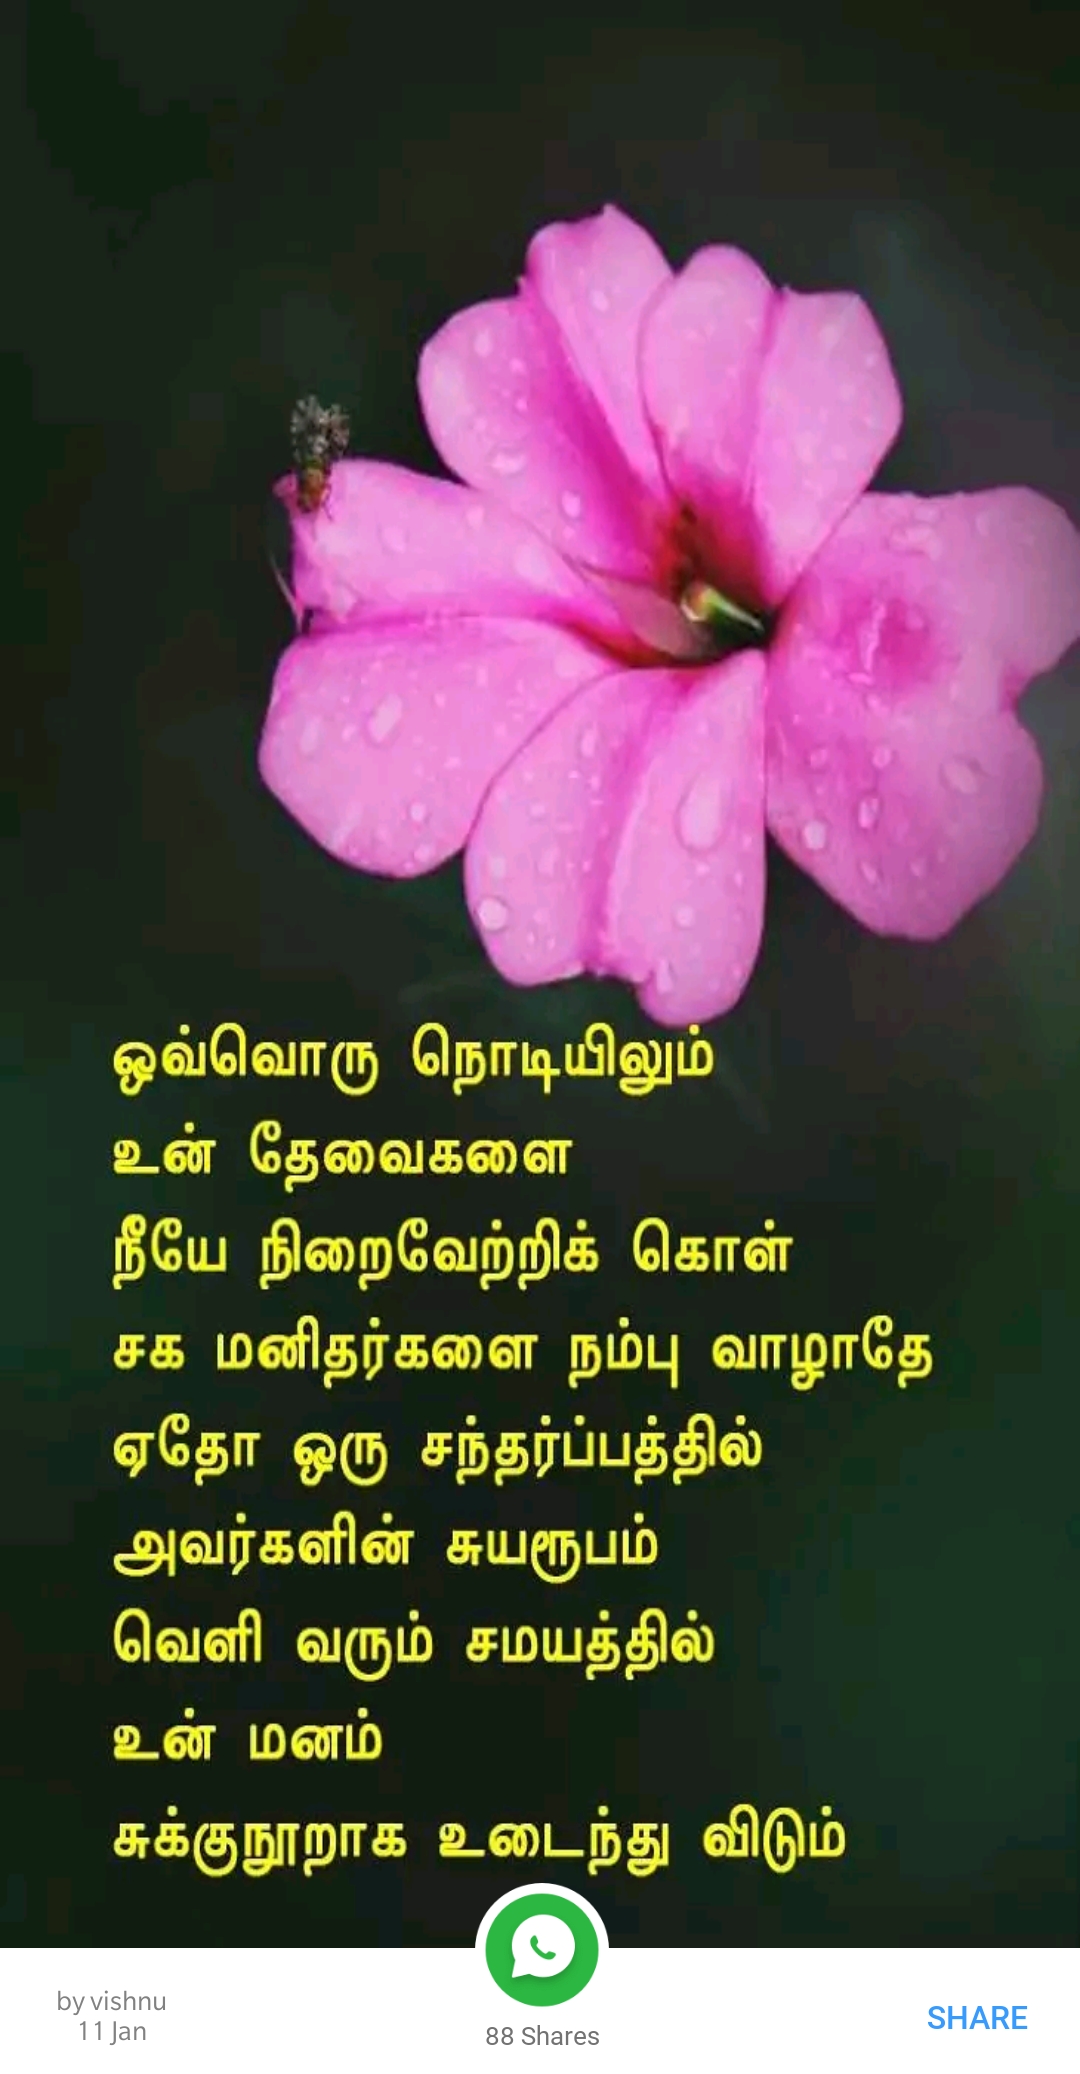 ஒவ்வொரு நொடியிலும்
உன் தேவைகளை
நீயே நிறைவேற்றிக் கொள்
சக மனிதர்களை நம்பு வாழாதே
ஏதோ ஒரு சந்தர்ப்பத்தில்
அவர்களின் சுயரூபம்
வெளி வரும் சமயத்தில்
உன் மனம்
சுக்குநூறாக உடைந்து விடும்
by vishnu
11 Jan
88 Shares
SHARE